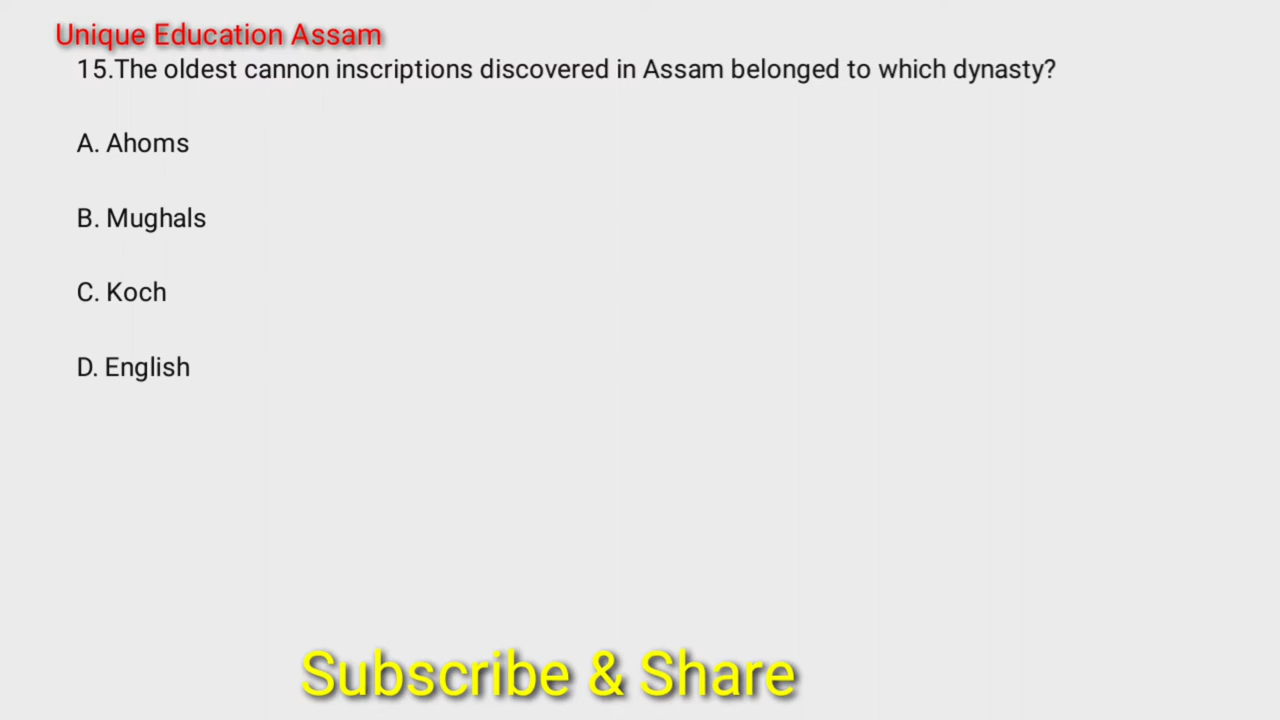 Unique Education Assam
15.The oldest cannon inscriptions discovered in Assam belonged to which dynasty?
A. Ahoms
B. Mughals
C. Koch
D. English
Subscribe & Share